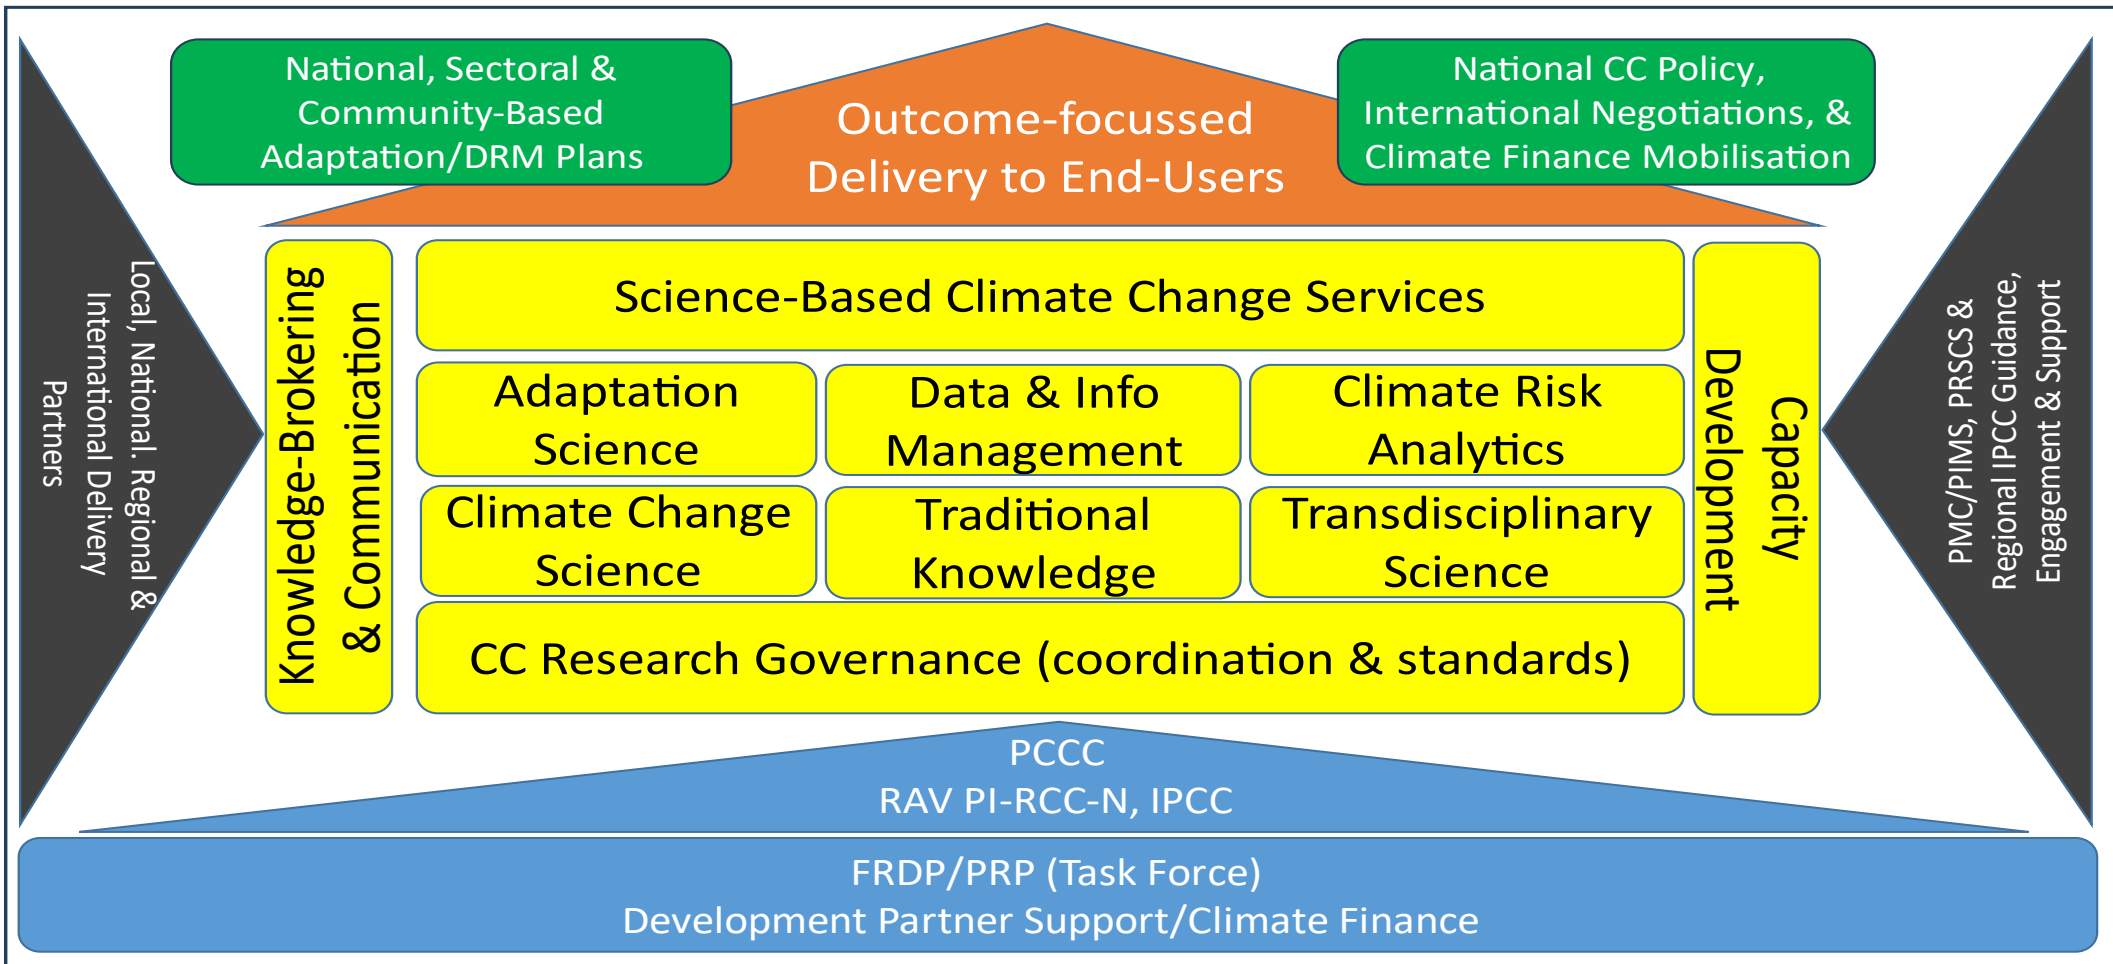 National, Sectoral &
Community-Based
Adaptation/DRM Plans
Outcome-focussed
Delivery to End-Users
National CC Policy,
International Negotiations, &
Climate Finance Mobilisation
Local, National. Regional &
International Delivery
Partners
Knowledge-Brokering
& Communication
Science-Based Climate Change Services
Adaptation
Science
Data & Info
Management
Climate Risk
Analytics
Climate Change
Science
Traditional
Knowledge
Transdisciplinary
Science
CC Research Governance (coordination & standards)
Capacity
Development
PMC/PIMS, PRSCS &
Regional IPCC Guidance,
Engagement & Support
PCCC
RAV PI-RCC-N, IPCC
FRDP/PRP (Task Force)
Development Partner Support/Climate Finance